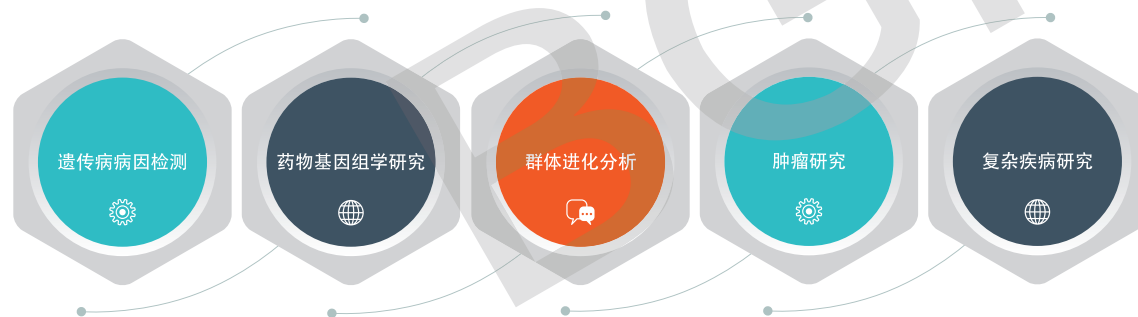 遗传病病因检测
药物基因组学研究
群体进化分析
肿瘤研究
复杂疾病研究